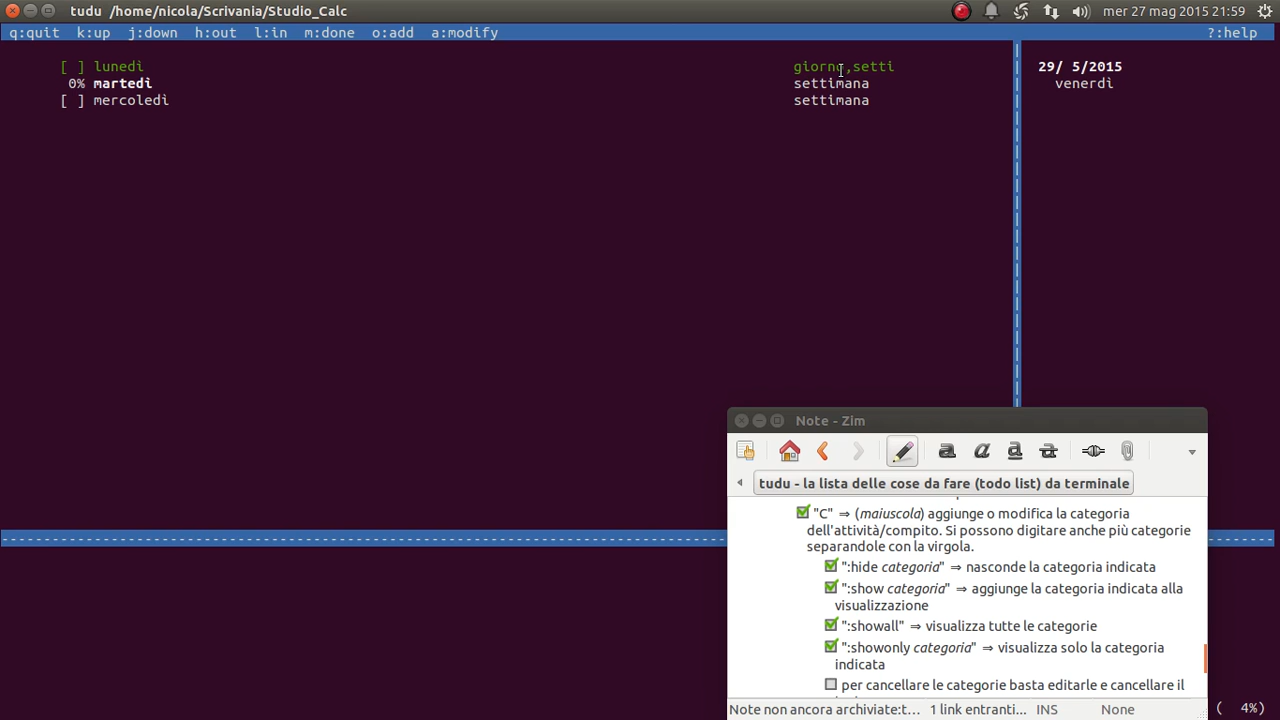 tudu /home/nicola/Scrivania/Studio_Calc
mer 27 mag 2015 21:59
q:quit k:up j:down h:out l:in m:done o:add a:modify ?:help
[ ] lunedì giorno,setti
0% martedì settimana
[ ] mercoledì settimana
29/ 5/2015
venerdì
Note - Zim
tudu - la lista delle cose da fare (todo list) da terminale
"C" ⇒ (maiuscola) aggiunge o modifica la categoria
dell'attività/compito. Si possono digitare anche più categorie
separandole con la virgola.
":hide categoria" ⇒ nasconde la categoria indicata
":show categoria" ⇒ aggiunge la categoria indicata alla
visualizzazione
":showall" ⇒ visualizza tutte le categorie
":showonly categoria" ⇒ visualizza solo la categoria
indicata
per cancellare le categorie basta editarle e cancellare il
Note non ancora archiviate:t... 1 link entranti... INS None
( 4%)